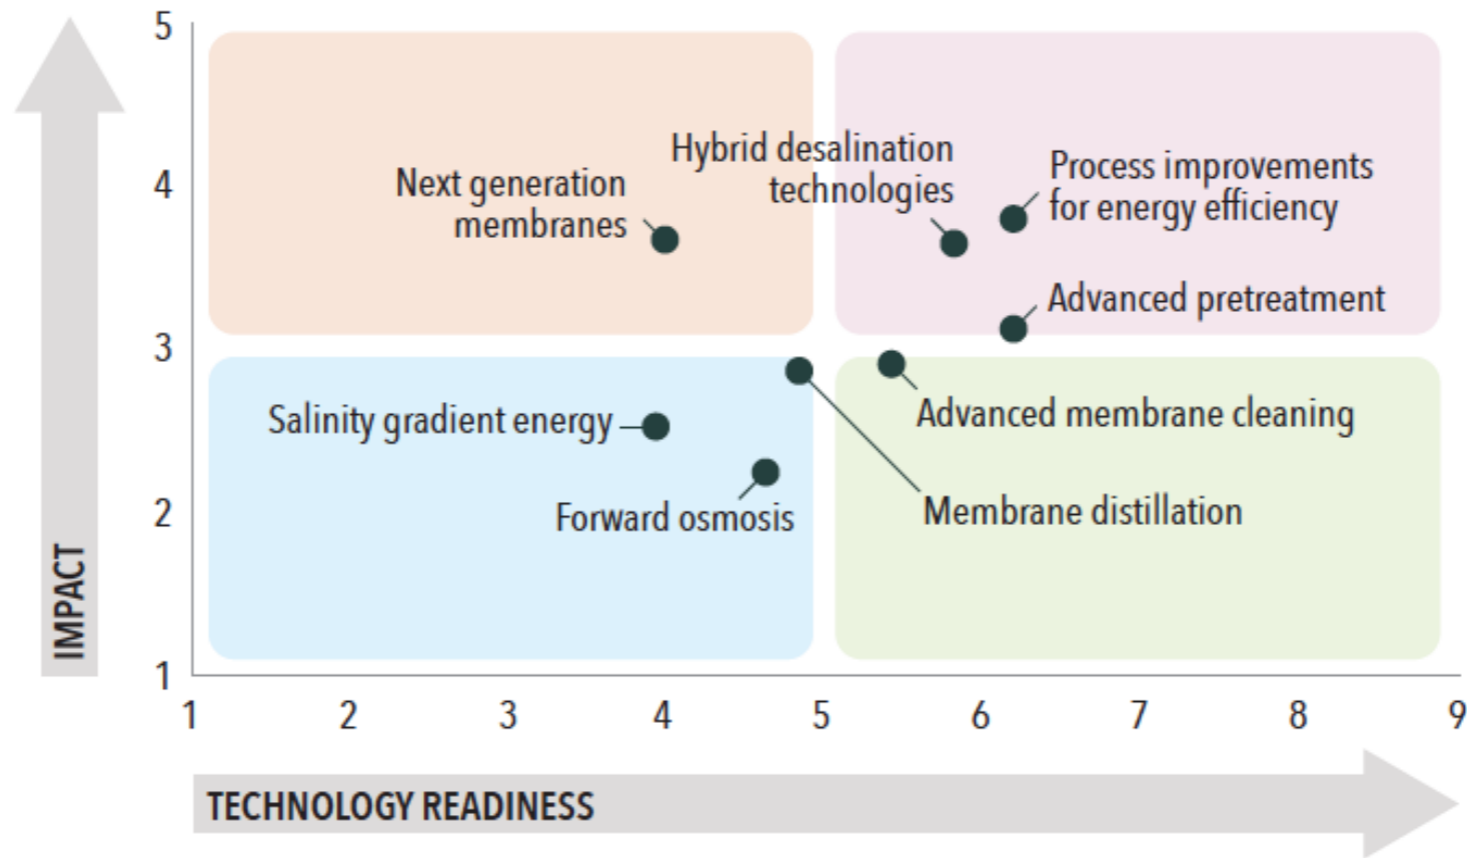 5
Hybrid desalination
technologies
Process improvements
for energy efficiency
4
Next generation
membranes
Advanced pretreatment
3
Salinity gradient energy
Advanced membrane cleaning
2
Forward osmosis
Membrane distillation
IMPACT
1
1 2 3 4 5 6 7 8 9
TECHNOLOGY READINESS